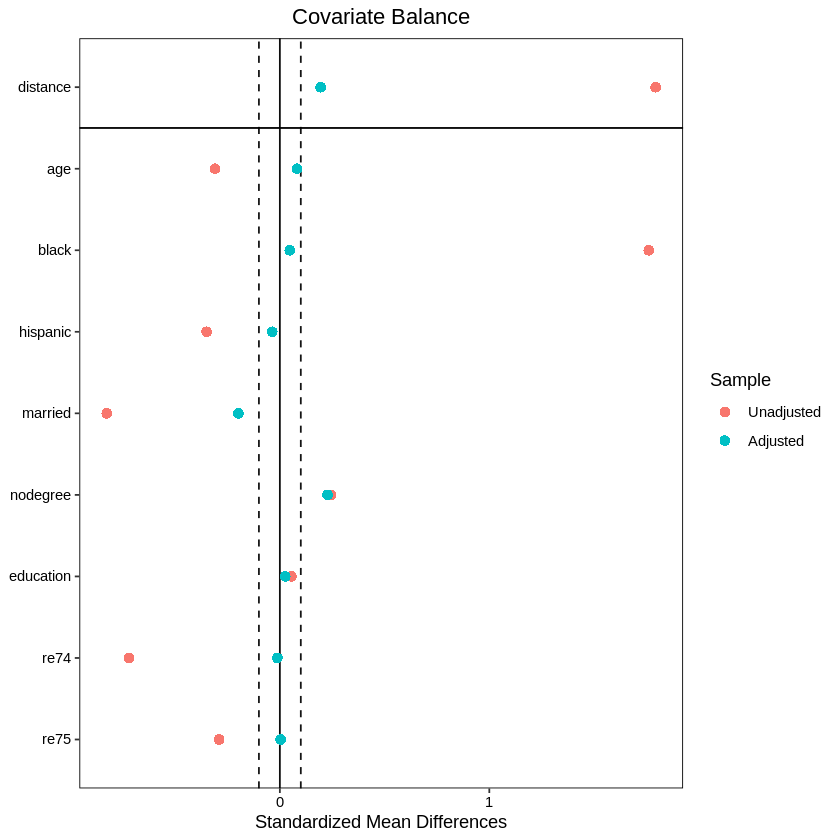 Covariate Balance
distance
age
black
hispanic
married
nodegree
education
re74
re75
0 1
Standardized Mean Differences
Sample
Unadjusted
Adjusted